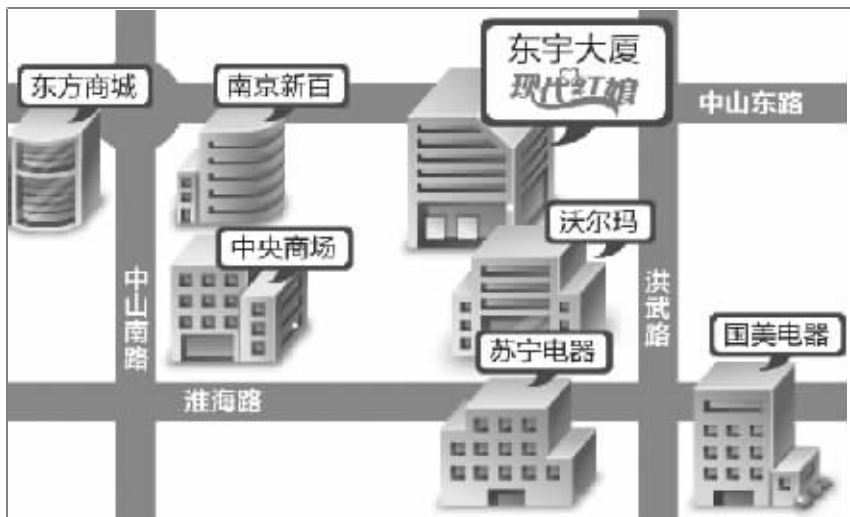 东宇大厦
现代红娘
东方商城
南京新百
中山东路
中央商场
沃尔玛
中山南路
洪武路
苏宁电器
国美电器
淮海路